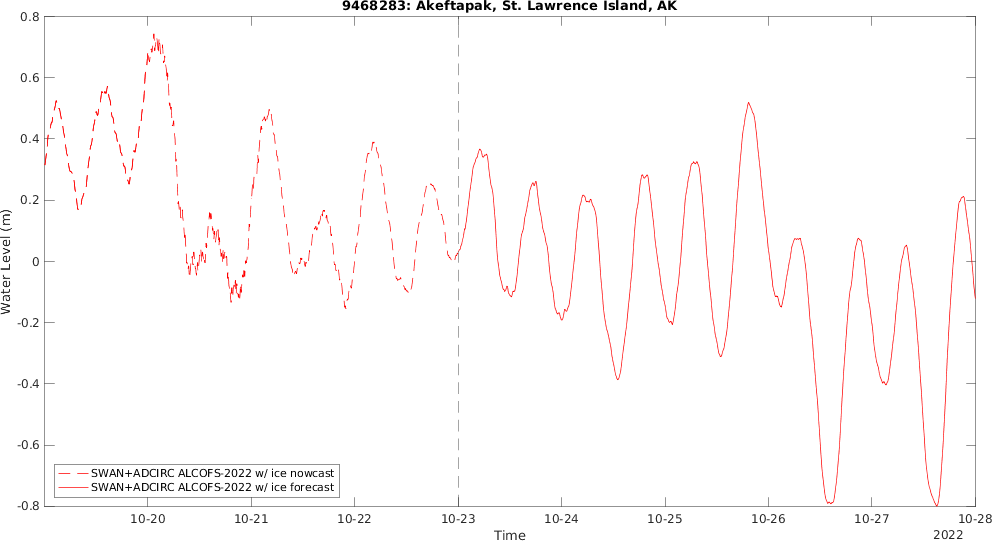 9468283: Akeftapak, St. Lawrence Island, AK
0.8
0.6
0.4
0.2
0
-0.2
-0.4
-0.6
-0.8
Water Level (m)
SWAN+ADCIRC ALCOFS-2022 w/ ice nowcast
SWAN+ADCIRC ALCOFS-2022 w/ ice forecast
10-20 10-21 10-22 10-23 10-24 10-25 10-26 10-27 10-28
Time
2022